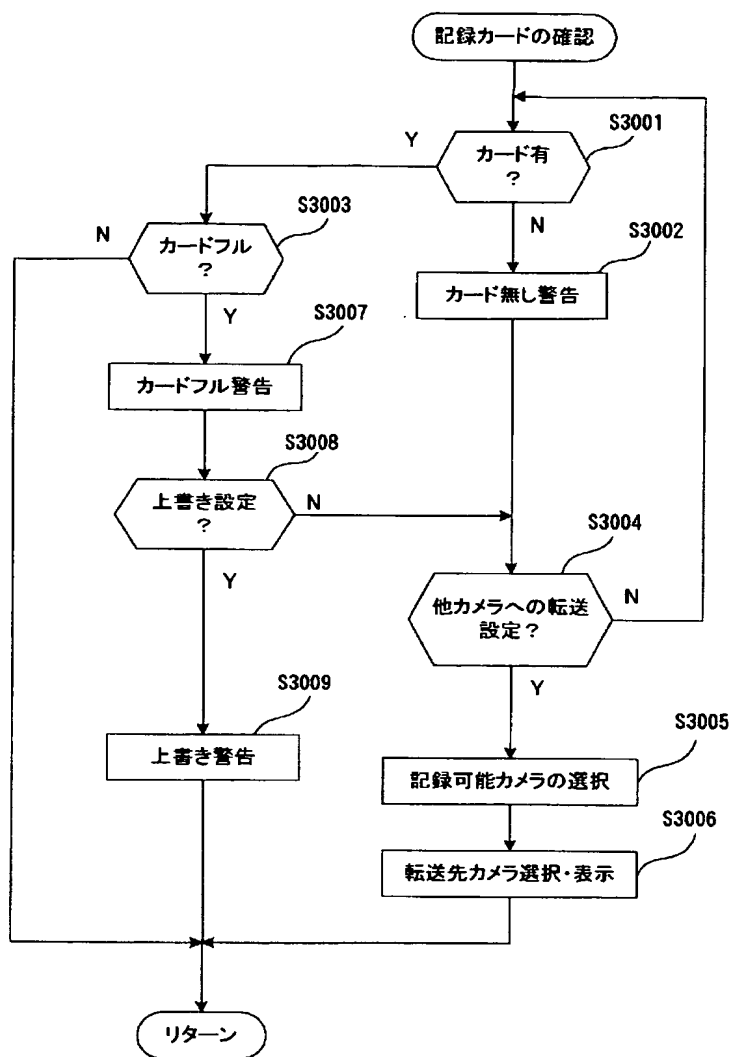 記録カードの確認
S3001
Y
カード有
?
S3003
N
カードフル
?
N
S3002
カード無し警告
Y
S3007
カードフル警告
S3008
上書き設定
?
N
S3004
Y
他カメラへの転送
設定?
N
Y
S3009
上書き警告
S3005
記録可能カメラの選択
S3006
転送先カメラ選択・表示
リターン